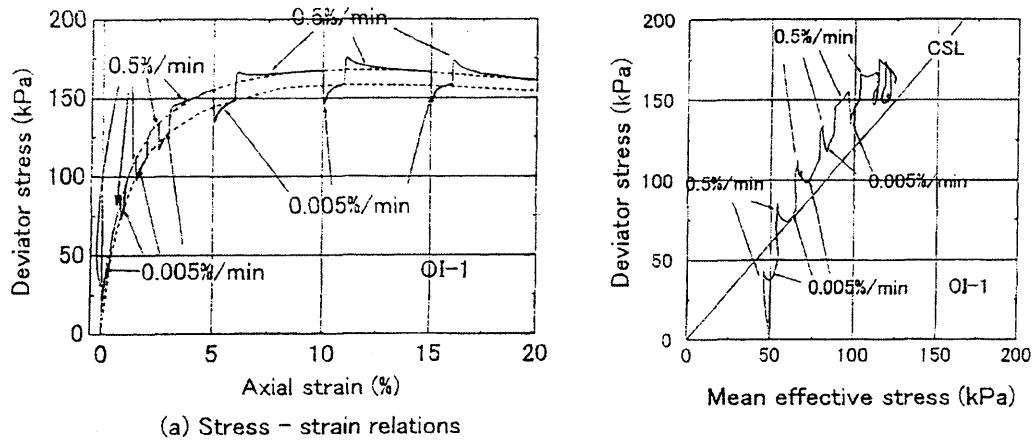 200
150
100
50
0
Deviator stress (kPa)
0.5%/min
0.5%/min
0.005%/min
0.005%/min
OI-1
0
5
10
15
20
Axial strain (%)
(a) Stress - strain relations
200
150
100
50
0
Deviator stress (kPa)
0.5%/min
CSL
0.5%/min
0.005%/min
0.005%/min
OI-1
0
50
100
150
200
Mean effective stress (kPa)